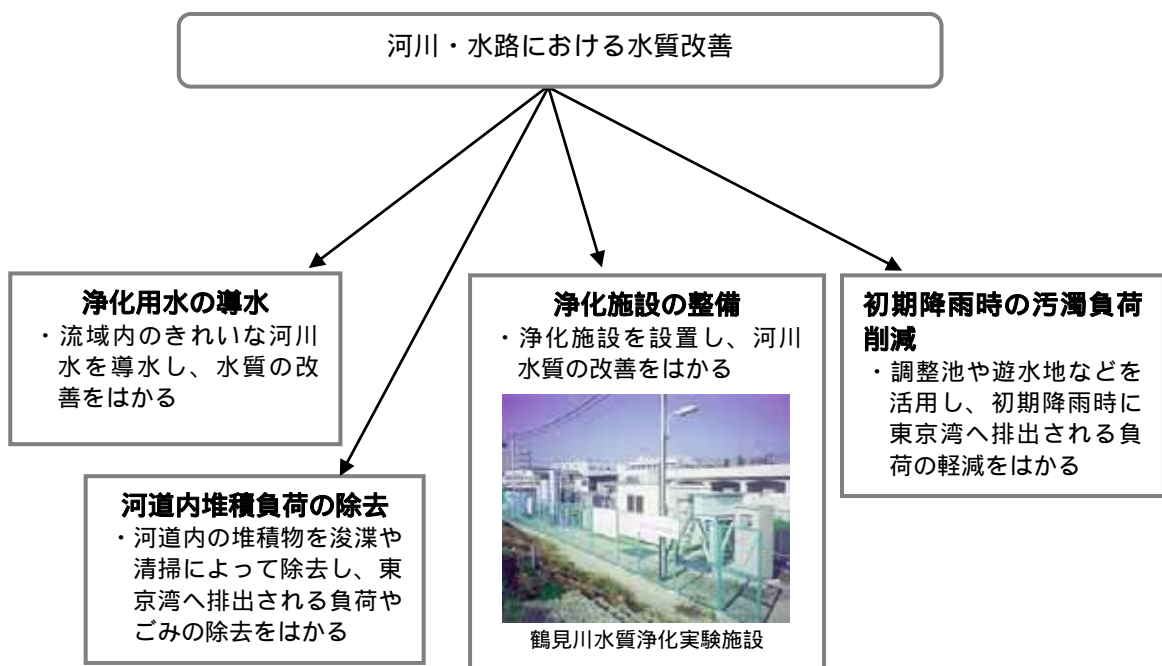 河川・水路における水質改善
浄化用水の導水
・流域内のきれいな河川
水を導水し、水質の改
善をはかる
河道内堆積負荷の除去
・河道内の堆積物を浚渫や
清掃によって除去し、東
京湾へ排出される負荷や
ごみの除去をはかる
浄化施設の整備
・浄化施設を設置し、河川
水質の改善をはかる
鶴見川水質浄化実験施設
初期降雨時の汚濁負荷
削減
・調整池や遊水地などを
活用し、初期降雨時に
東京湾へ排出される負
荷の軽減をはかる